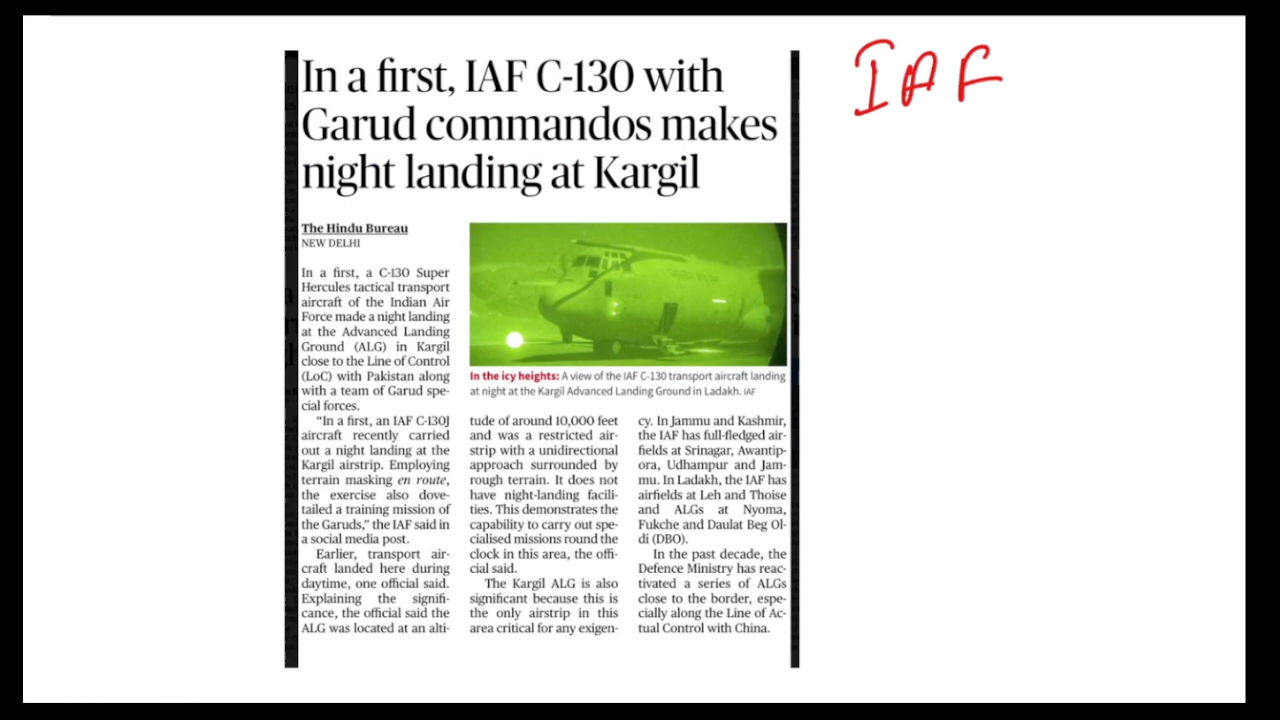 In a first, IAF C-130 with
Garud commandos makes
night landing at Kargil
IAF
The Hindu Bureau
NEW DELHI
In a first, a C-130 Super
Hercules tactical transport
aircraft of the Indian Air
Force made a night landing
at the Advanced Landing
Ground (ALG) in Kargil
close to the Line of Control
(LoC) with Pakistan along
with a team of Garud spe-
cial forces.
“In a first, an IAF C-130J
aircraft recently carried
out a night landing at the
Kargil airstrip. Employing
terrain masking en route,
the exercise also dove-
tailed a training mission of
the Garuds,” the IAF said in
a social media post.
Earlier, transport air-
craft landed here during
daytime, one official said.
Explaining the signifi-
cance, the official said the
ALG was located at an alti-
In the icy heights: A view of the IAF C-130 transport aircraft landing
at night at the Kargil Advanced Landing Ground in Ladakh. IAF
tude of around 10,000 feet
and was a restricted air-
strip with a unidirectional
approach surrounded by
rough terrain. It does not
have night-landing facili-
ties. This demonstrates the
capability to carry out spe-
cialised missions round the
clock in this area, the offi-
cial said.
The Kargil ALG is also
significant because this is
the only airstrip in this
area critical for any exigen-
cy. In Jammu and Kashmir,
the IAF has full-fledged air-
fields at Srinagar, Awantip-
ora, Udhampur and Jam-
mu. In Ladakh, the IAF has
airfields at Leh and Thoise
and ALGs at Nyoma,
Fukche and Daulat Beg Ol-
di (DBO).
In the past decade, the
Defence Ministry has reac-
tivated a series of ALGs
close to the border, espe-
cially along the Line of Ac-
tual Control with China.